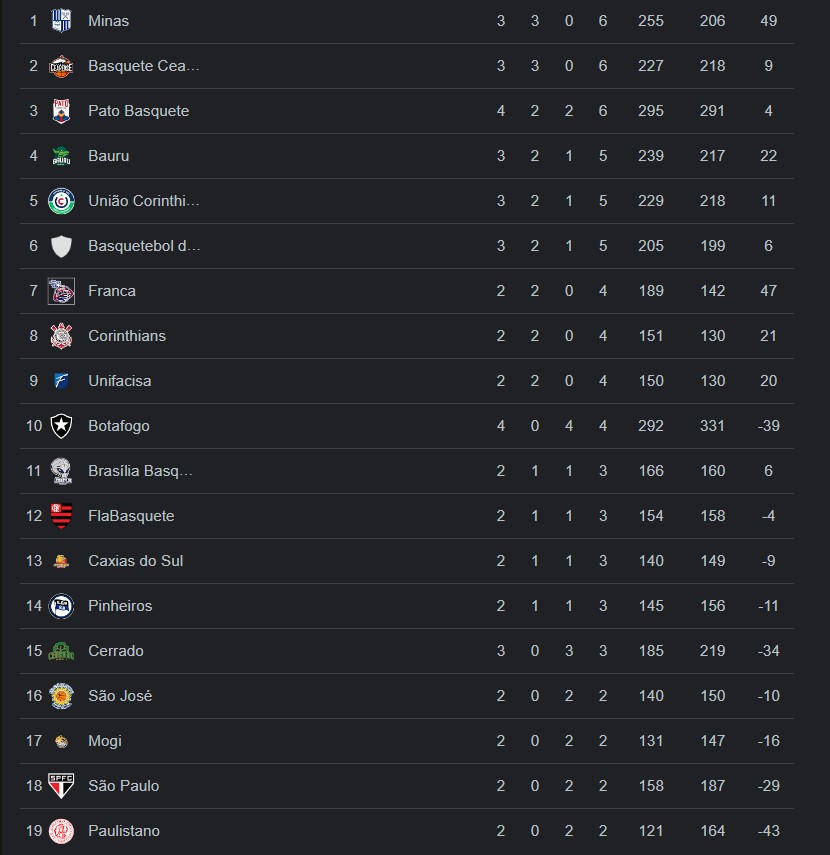 1 Minas 3 3 0 6 255 206 49
2 Basquete Cea... 3 3 0 6 227 218 9
3 Pato Basquete 4 2 2 6 295 291 4
4 Bauru 3 2 1 5 239 217 22
5 União Corinthi... 3 2 1 5 229 218 11
6 Basquetebol d... 3 2 1 5 205 199 6
7 Franca 2 2 0 4 189 142 47
8 Corinthians 2 2 0 4 151 130 21
9 Unifacisa 2 2 0 4 150 130 20
10 Botafogo 4 0 4 4 292 331 -39
11 Brasília Basq... 2 1 1 3 166 160 6
12 FlaBasquete 2 1 1 3 154 158 -4
13 Caxias do Sul 2 1 1 3 140 149 -9
14 Pinheiros 2 1 1 3 145 156 -11
15 Cerrado 3 0 3 3 185 219 -34
16 São José 2 0 2 2 140 150 -10
17 Mogi 2 0 2 2 131 147 -16
18 SPFC São Paulo 2 0 2 2 158 187 -29
19 Paulistano 2 0 2 2 121 164 -43